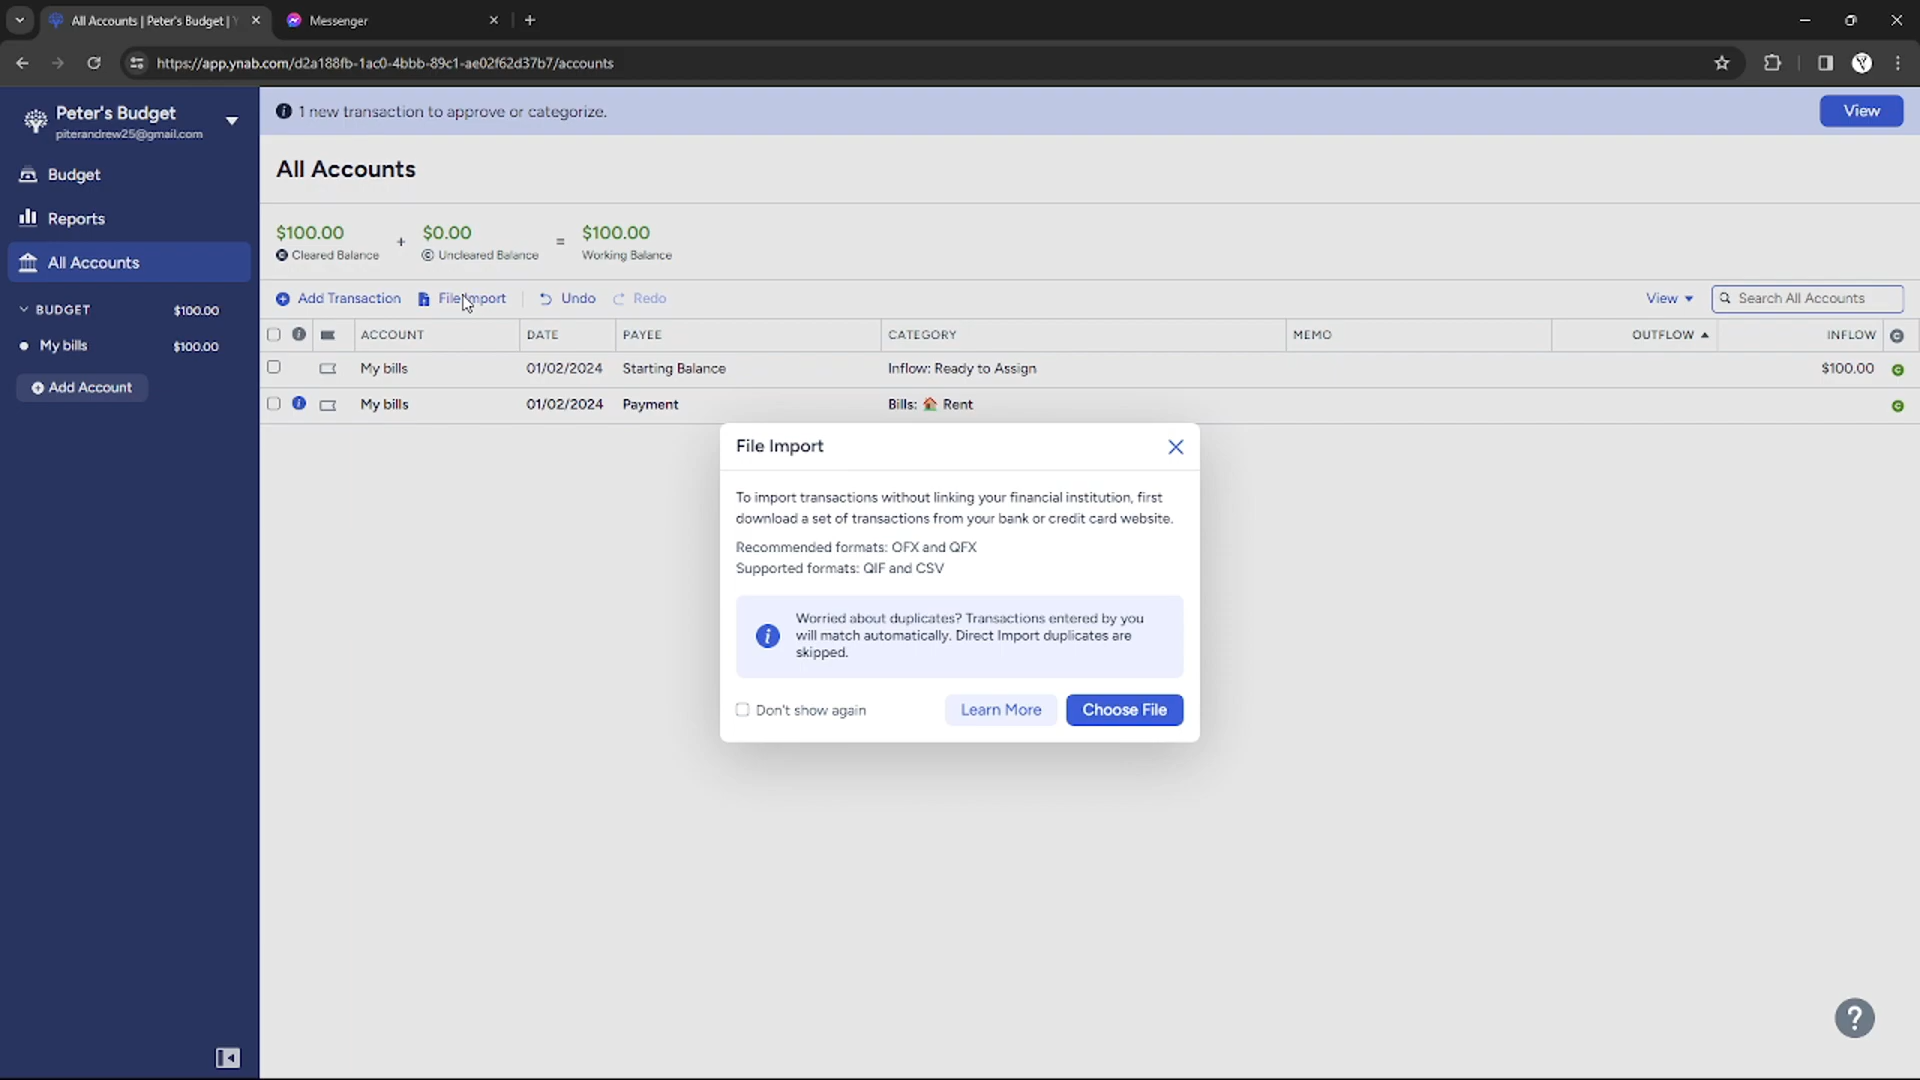 All Accounts | Peter's Budget |
Messenger
https://app.ynab.com/d2a188fb-1ac0-4bbb-89c1-ae02f62d37b7/accounts
Peter's Budget
piterandrew25@gmail.com
1 new transaction to approve or categorize.
View
Budget
Reports
All Accounts
BUDGET $100.00
My bills $100.00
Add Account
All Accounts
$100.00 + $0.00 = $100.00
Cleared Balance Uncleared Balance Working Balance
Add Transaction File Import Undo Redo View Search All Accounts
ACCOUNT DATE PAYEE CATEGORY MEMO OUTFLOW INFLOW
My bills 01/02/2024 Starting Balance Inflow: Ready to Assign $100.00
My bills 01/02/2024 Payment Bills: 🏠 Rent
File Import
To import transactions without linking your financial institution, first
download a set of transactions from your bank or credit card website.
Recommended formats: OFX and QFX
Supported formats: QIF and CSV
Worried about duplicates? Transactions entered by you
will match automatically. Direct Import duplicates are
skipped.
Don't show again Learn More Choose File